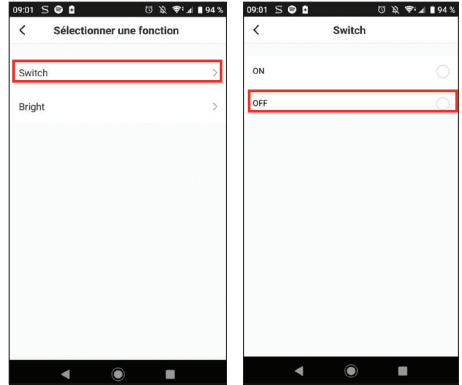 09:01 94 %
Sélectionner une fonction
Switch
Bright
09:01 94 %
Switch
ON
OFF